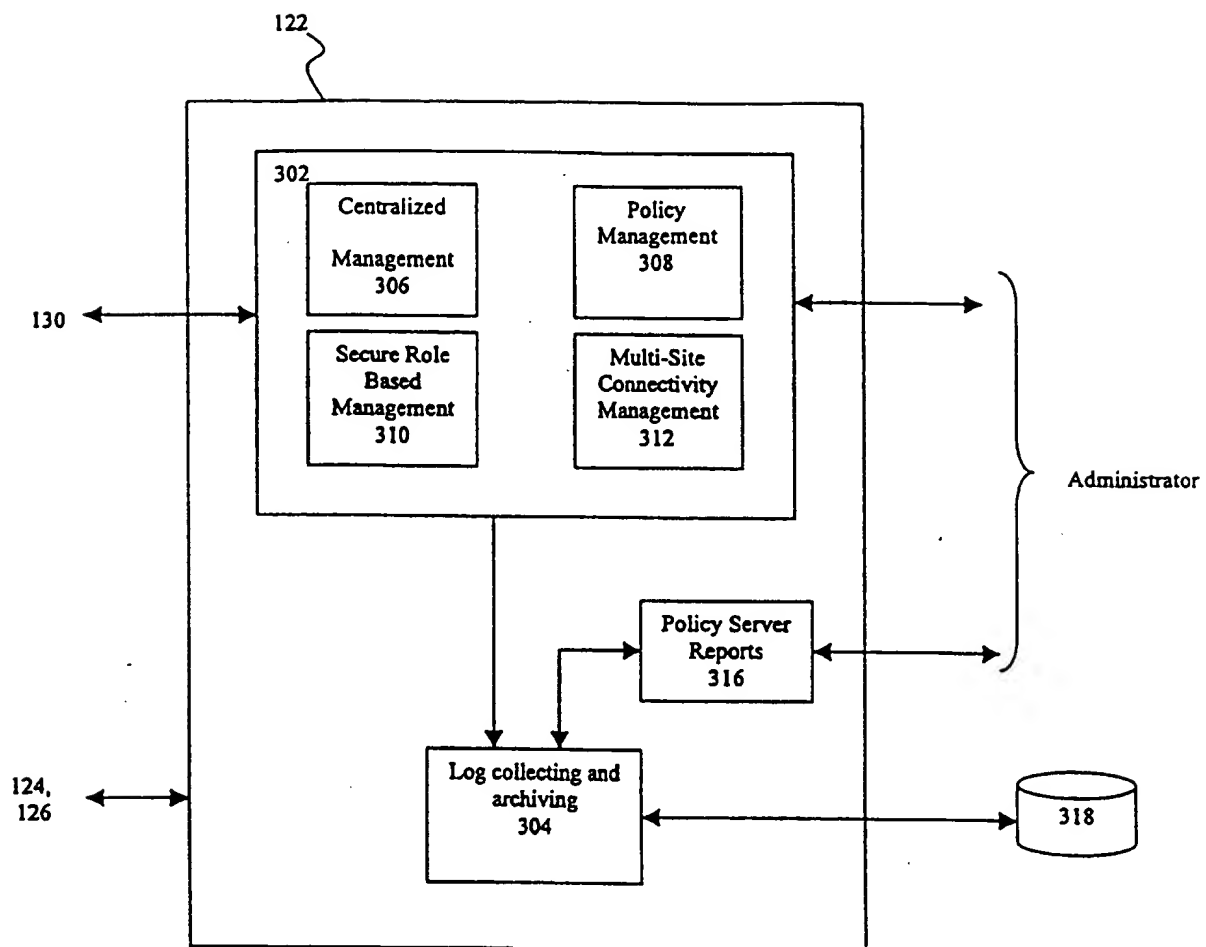 122
302
Centralized
Management
306
Policy
Management
308
130
Secure Role
Based
Management
310
Multi-Site
Connectivity
Management
312
Administrator
Policy Server
Reports
316
124,
126
Log collecting and
archiving
304
318